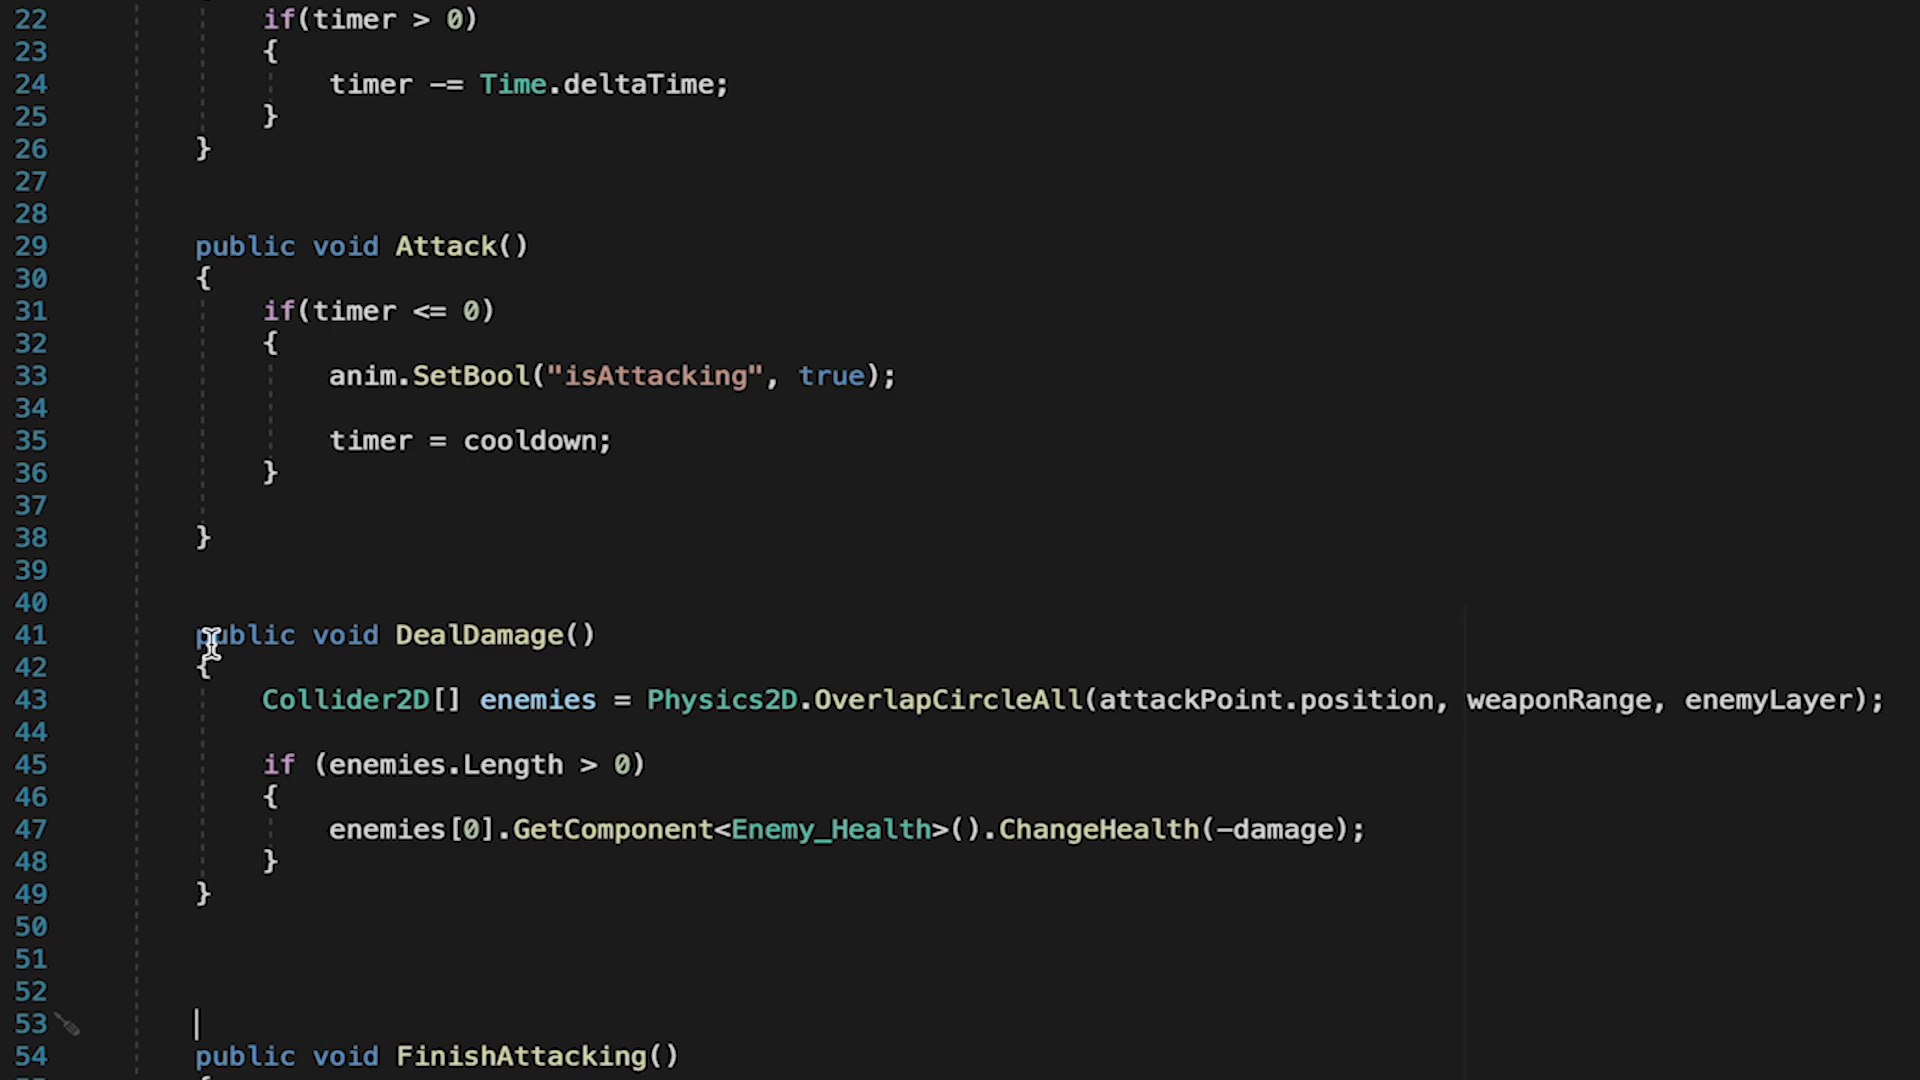 22 if(timer > 0)
23 {
24 timer -= Time.deltaTime;
25 }
26 }
27
28
29 public void Attack()
30 {
31 if(timer <= 0)
32 {
33 anim.SetBool("isAttacking", true);
34
35 timer = cooldown;
36 }
37
38 }
39
40
41 public void DealDamage()
42 {
43 Collider2D[] enemies = Physics2D.OverlapCircleAll(attackPoint.position, weaponRange, enemyLayer);
44
45 if (enemies.Length > 0)
46 {
47 enemies[0].GetComponent<Enemy_Health>().ChangeHealth(-damage);
48 }
49 }
50
51
52
53
54 public void FinishAttacking()